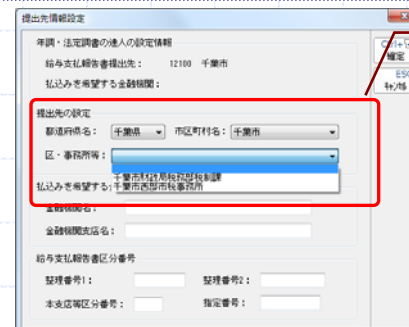 提出先情報設定
年調・法定調書の達人の設定情報
給与支払報告書提出先： 12100 千葉市
払込みを希望する金融機関：
提出先の設定
都道府県名： 千葉県 市区町村名： 千葉市
区・事務所等：
千葉市財政局税務部税制課
払込みを希望する 千葉市西部市税事務所
金融機関名：
金融機関支店名：
給与支払報告書区分番号
整理番号1： 整理番号2：
本支店等区分番号： 指定番号：
確定
ESC
ｷｬﾝｾﾙ